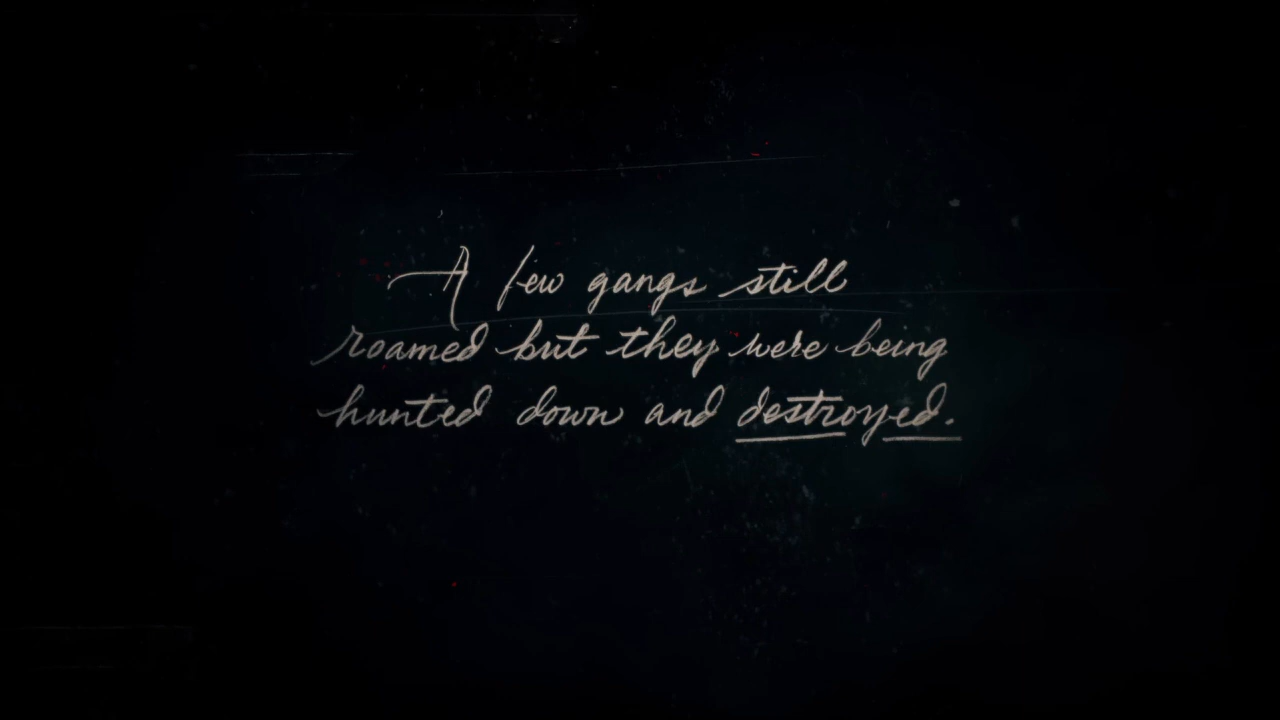 A few gangs still
roamed but they were being
hunted down and destroyed.